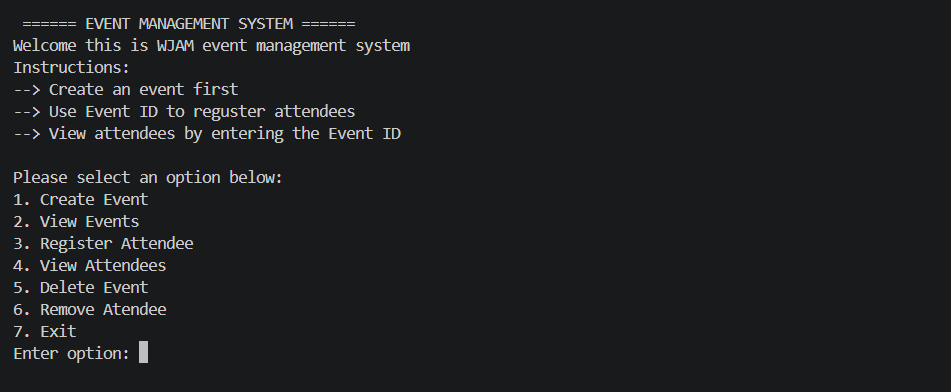 ====== EVENT MANAGEMENT SYSTEM ======
Welcome this is WJAM event management system
Instructions:
--> Create an event first
--> Use Event ID to reguster attendees
--> View attendees by entering the Event ID
Please select an option below:
1. Create Event
2. View Events
3. Register Attendee
4. View Attendees
5. Delete Event
6. Remove Atendee
7. Exit
Enter option: